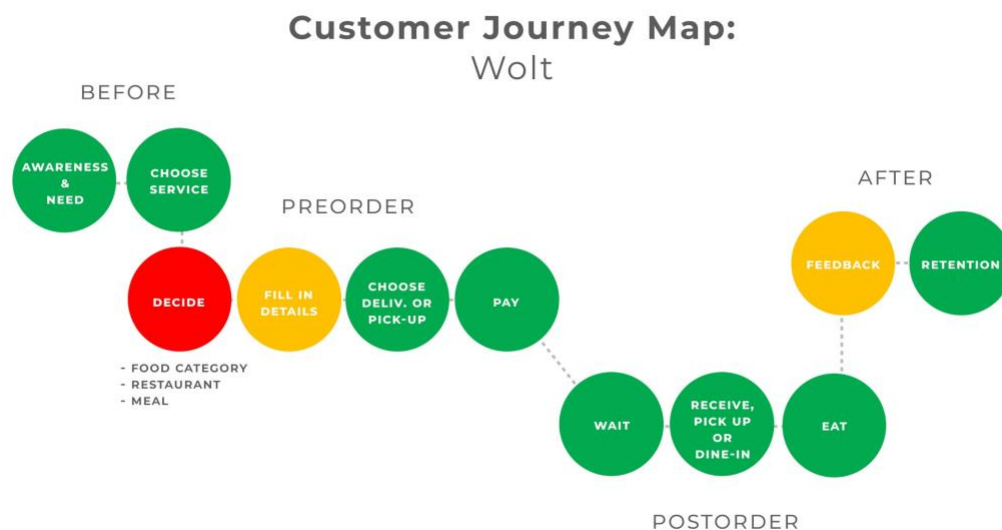 Customer Journey Map:
Wolt
BEFORE
AWARENESS
&
NEED
CHOOSE
SERVICE
PREORDER
DECIDE
- FOOD CATEGORY
- RESTAURANT
- MEAL
FILL IN
DETAILS
CHOOSE
DELIV. OR
PICK-UP
PAY
WAIT
RECEIVE,
PICK UP
OR
DINE-IN
EAT
POSTORDER
AFTER
FEEDBACK
RETENTION